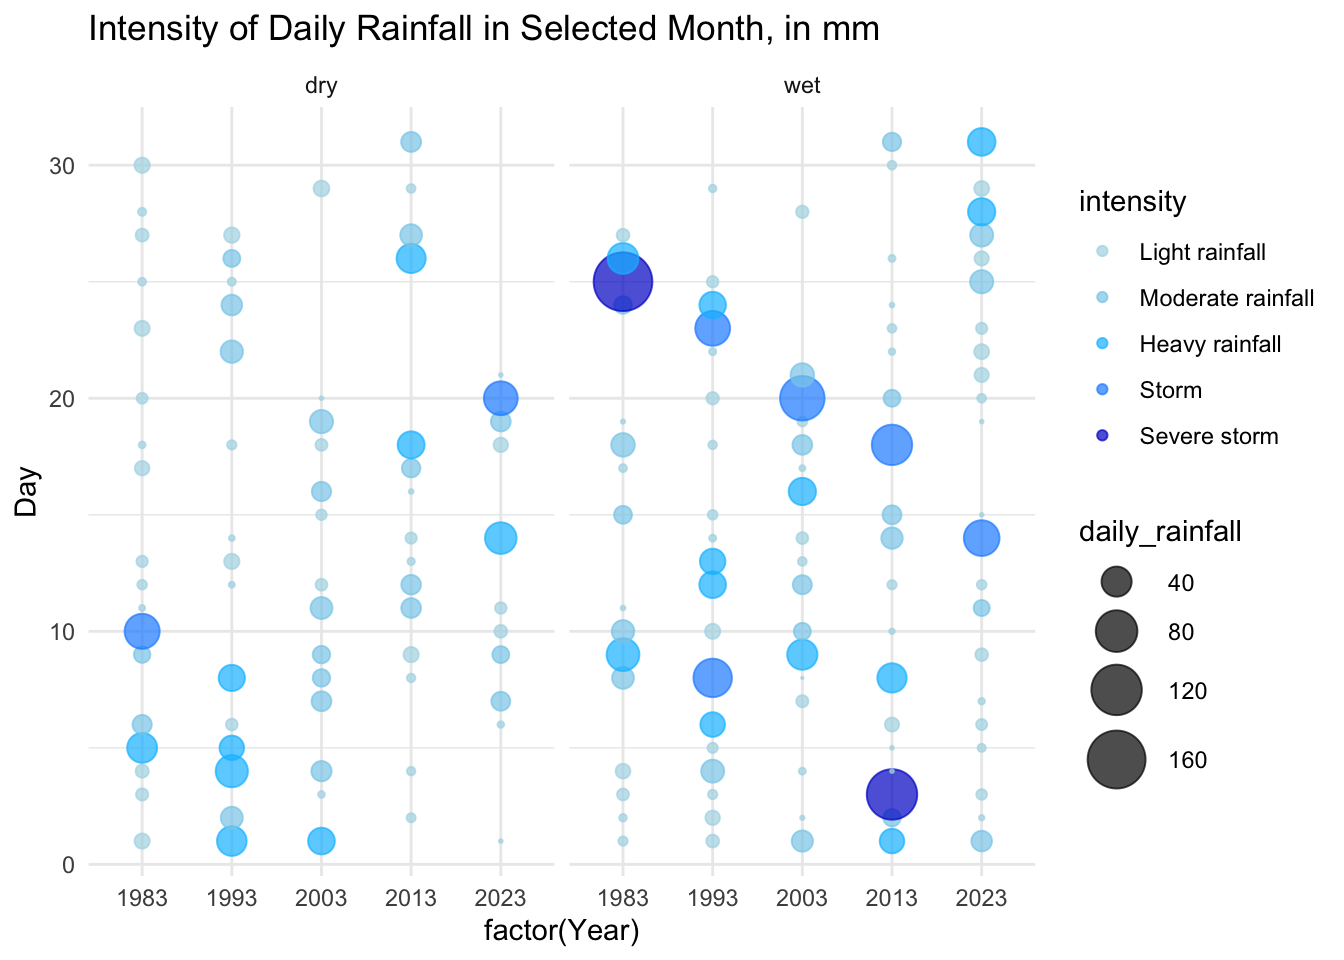 Intensity of Daily Rainfall in Selected Month, in mm
dry
wet
30
20
10
0
Day
1983 1993 2003 2013 2023
1983 1993 2003 2013 2023
factor(Year)
intensity
Light rainfall
Moderate rainfall
Heavy rainfall
Storm
Severe storm
daily_rainfall
40
80
120
160